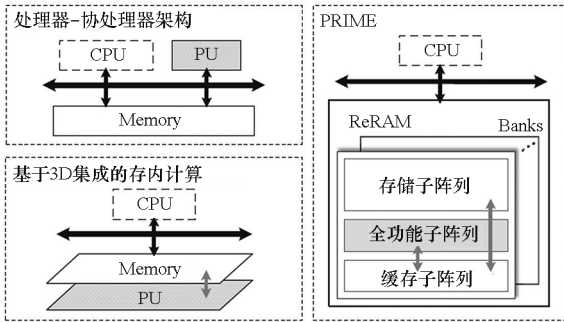 处理器-协处理器架构
CPU
PU
Memory
基于3D集成的存内计算
CPU
Memory
PU
PRIME
CPU
ReRAM
Banks
存储子阵列
全功能子阵列
缓存子阵列